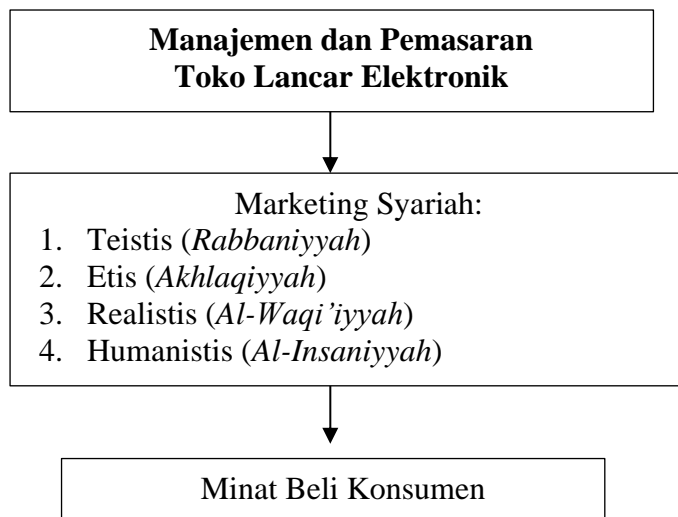 Manajemen dan Pemasaran
Toko Lancar Elektronik
Marketing Syariah:
1. Teistis (Rabbaniyyah)
2. Etis (Akhlaqiyyah)
3. Realistis (Al-Waqi’iyyah)
4. Humanistis (Al-Insaniyyah)
Minat Beli Konsumen